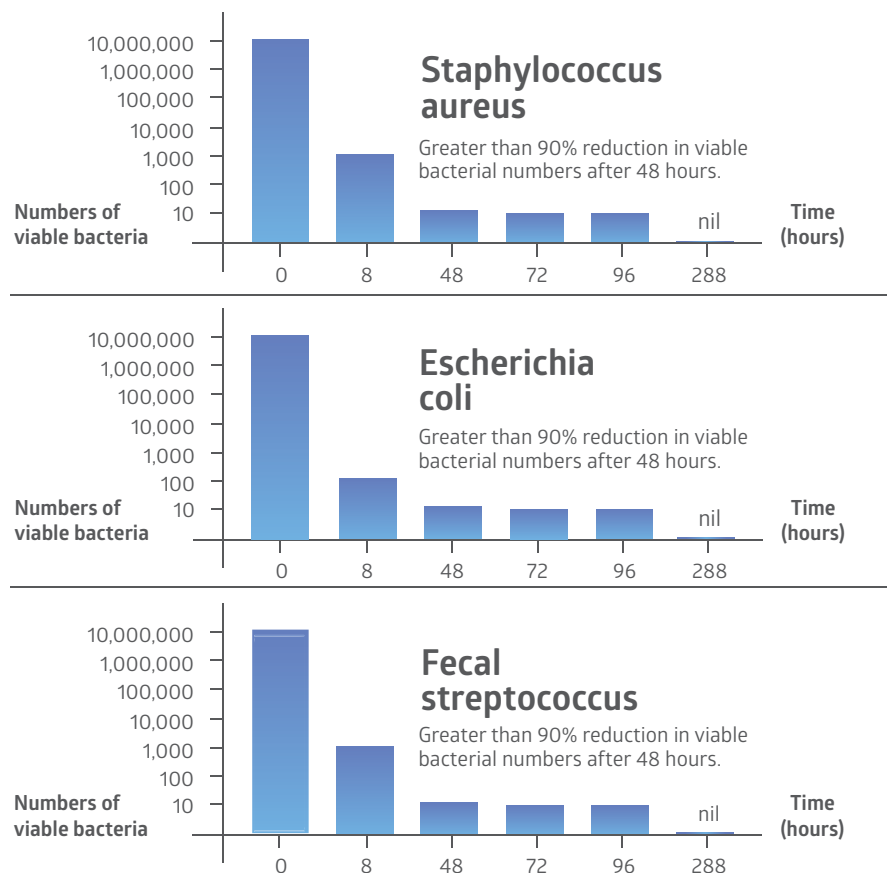 10,000,000
1,000,000
100,000
10,000
1,000
100
10
Numbers of
viable bacteria
Staphylococcus
aureus
Greater than 90% reduction in viable
bacterial numbers after 48 hours.
nil
Time
(hours)
0 8 48 72 96 288
10,000,000
1,000,000
100,000
10,000
1,000
100
10
Numbers of
viable bacteria
Escherichia
coli
Greater than 90% reduction in viable
bacterial numbers after 48 hours.
nil
Time
(hours)
0 8 48 72 96 288
10,000,000
1,000,000
100,000
10,000
1,000
100
10
Numbers of
viable bacteria
Fecal
streptococcus
Greater than 90% reduction in viable
bacterial numbers after 48 hours.
nil
Time
(hours)
0 8 48 72 96 288